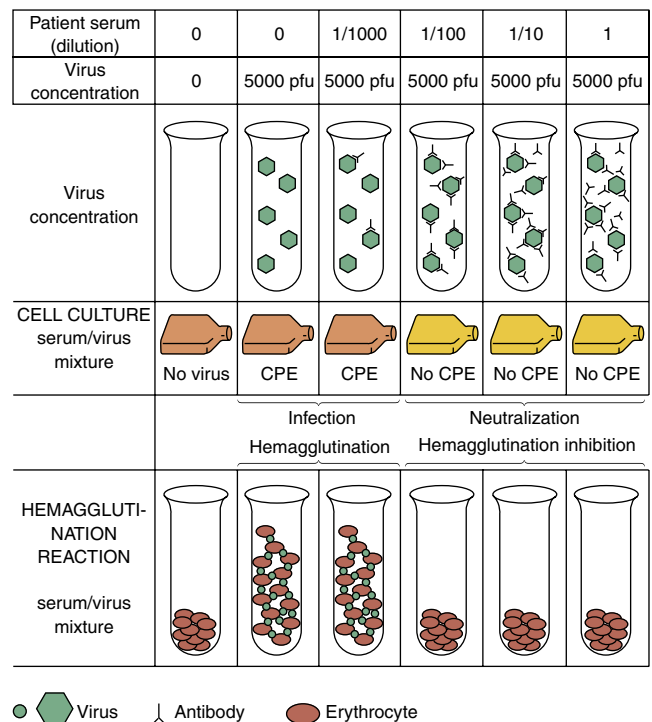 Patient serum (dilution) 0 0 1/1000 1/100 1/10 1
Virus concentration 0 5000 pfu 5000 pfu 5000 pfu 5000 pfu 5000 pfu
Virus
concentration
CELL CULTURE
serum/virus
mixture
No virus CPE CPE No CPE No CPE No CPE
Infection Neutralization
Hemagglutination Hemagglutination inhibition
HEMAGGLUTI-
NATION
REACTION
serum/virus
mixture
Virus Antibody Erythrocyte